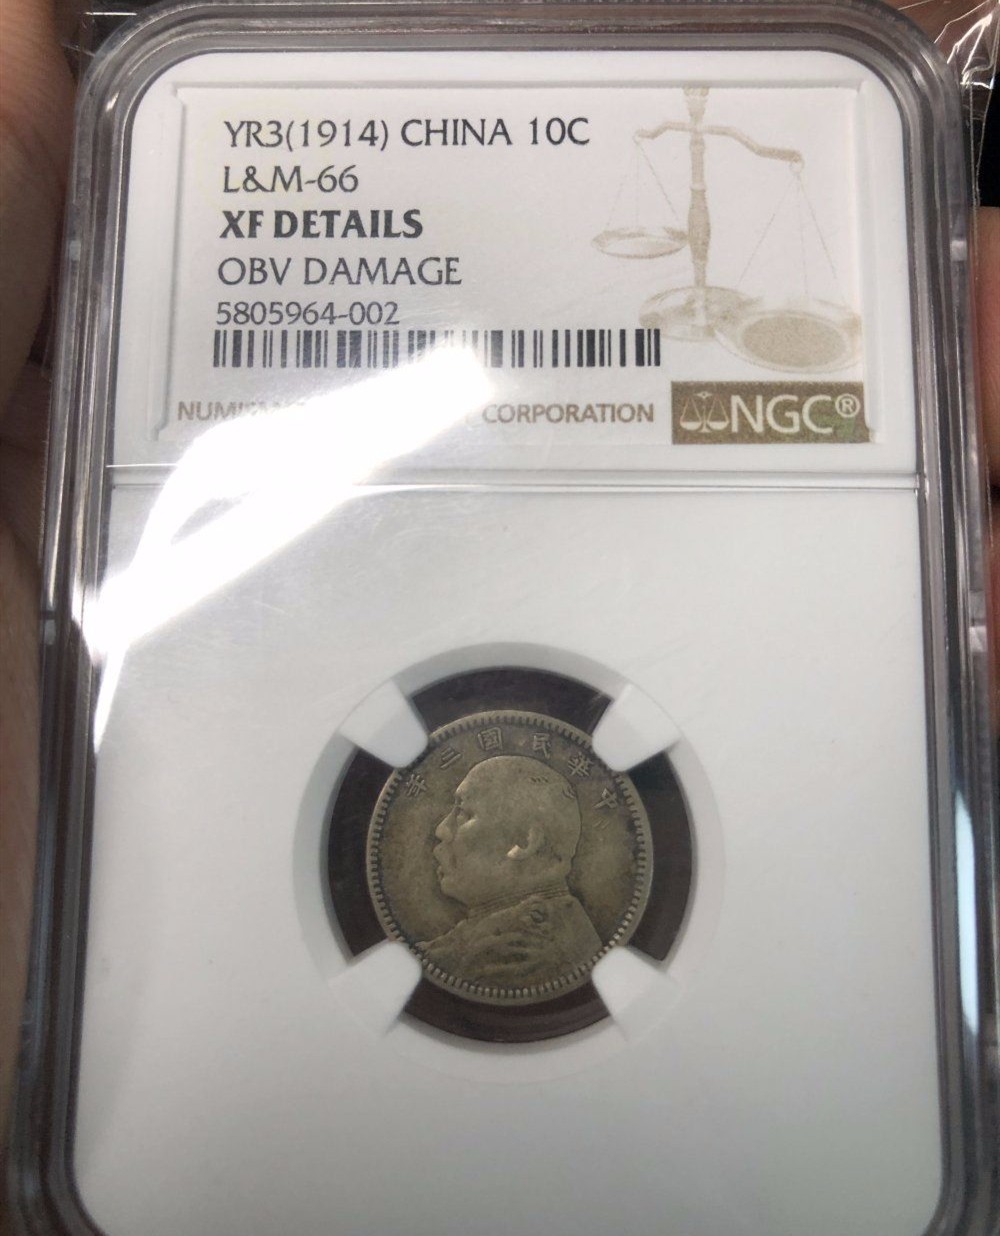 YR3(1914) CHINA 10C
L&M-66
XF DETAILS
OBV DAMAGE
5805964-002
CORPORATION
NGC®
年三國民華中